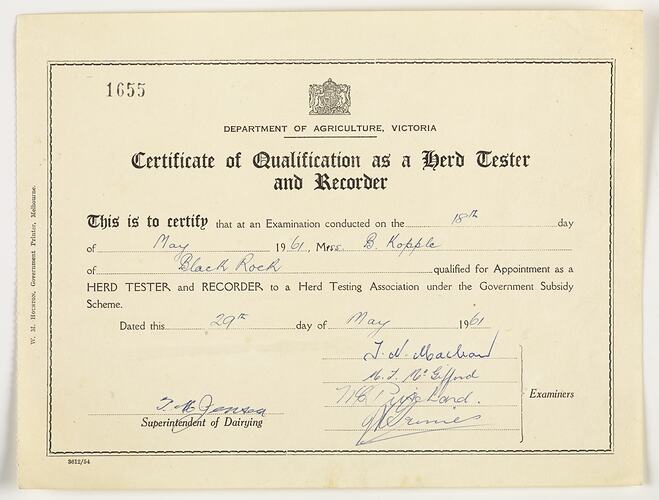 1655
DEPARTMENT OF AGRICULTURE, VICTORIA
Certificate of Qualification as a Herd Tester
and Recorder
This is to certify that at an Examination conducted on the 18th day
of May 1961, Miss. B. Kopple
of Black Rock qualified for Appointment as a
HERD TESTER and RECORDER to a Herd Testing Association under the Government Subsidy
Scheme.
Dated this 29th day of May 1961
Examiners
Superintendent of Dairying
3612/54
W. M. Houston, Government Printer, Melbourne.